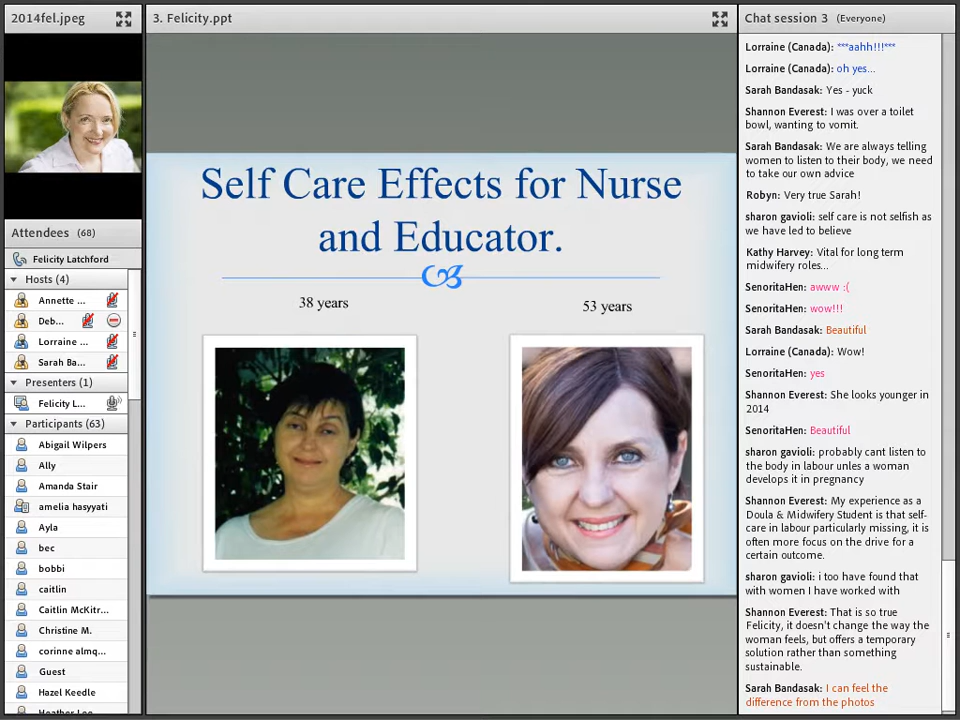 2014fel.jpeg
3. Felicity.ppt
Chat session 3 (Everyone)
Attendees (68)
Felicity Latchford
Hosts (4)
Annette ...
Deb...
Lorraine ...
Sarah Ba...
Presenters (1)
Felicity L...
Participants (63)
Abigail Wilpers
Ally
Amanda Stair
amelia hasyyati
Ayla
bec
bobbi
caitlin
Caitlin McKitr...
Christine M.
corinne almq...
Guest
Hazel Keedle
Heather Lee
Self Care Effects for Nurse
and Educator.
38 years
53 years
Lorraine (Canada): ***aahh!!!***
Lorraine (Canada): oh yes...
Sarah Bandasak: Yes - yuck
Shannon Everest: I was over a toilet
bowl, wanting to vomit.
Sarah Bandasak: We are always telling
women to listen to their body, we need
to take our own advice
Robyn: Very true Sarah!
sharon gavioli: self care is not selfish as
we have led to believe
Kathy Harvey: Vital for long term
midwifery roles...
SenoritaHen: awww :(
SenoritaHen: wow!!!
Sarah Bandasak: Beautiful
Lorraine (Canada): Wow!
SenoritaHen: yes
Shannon Everest: She looks younger in
2014
SenoritaHen: Beautiful
sharon gavioli: probably cant listen to
the body in labour unles a woman
develops it in pregnancy
Shannon Everest: My experience as a
Doula & Midwifery Student is that self-
care in labour particularly missing, it is
often more focus on the drive for a
certain outcome.
sharon gavioli: i too have found that
with women I have worked with
Shannon Everest: That is so true
Felicity, it doesn't change the way the
woman feels, but offers a temporary
solution rather than something
sustainable.
Sarah Bandasak: I can feel the
difference from the photos